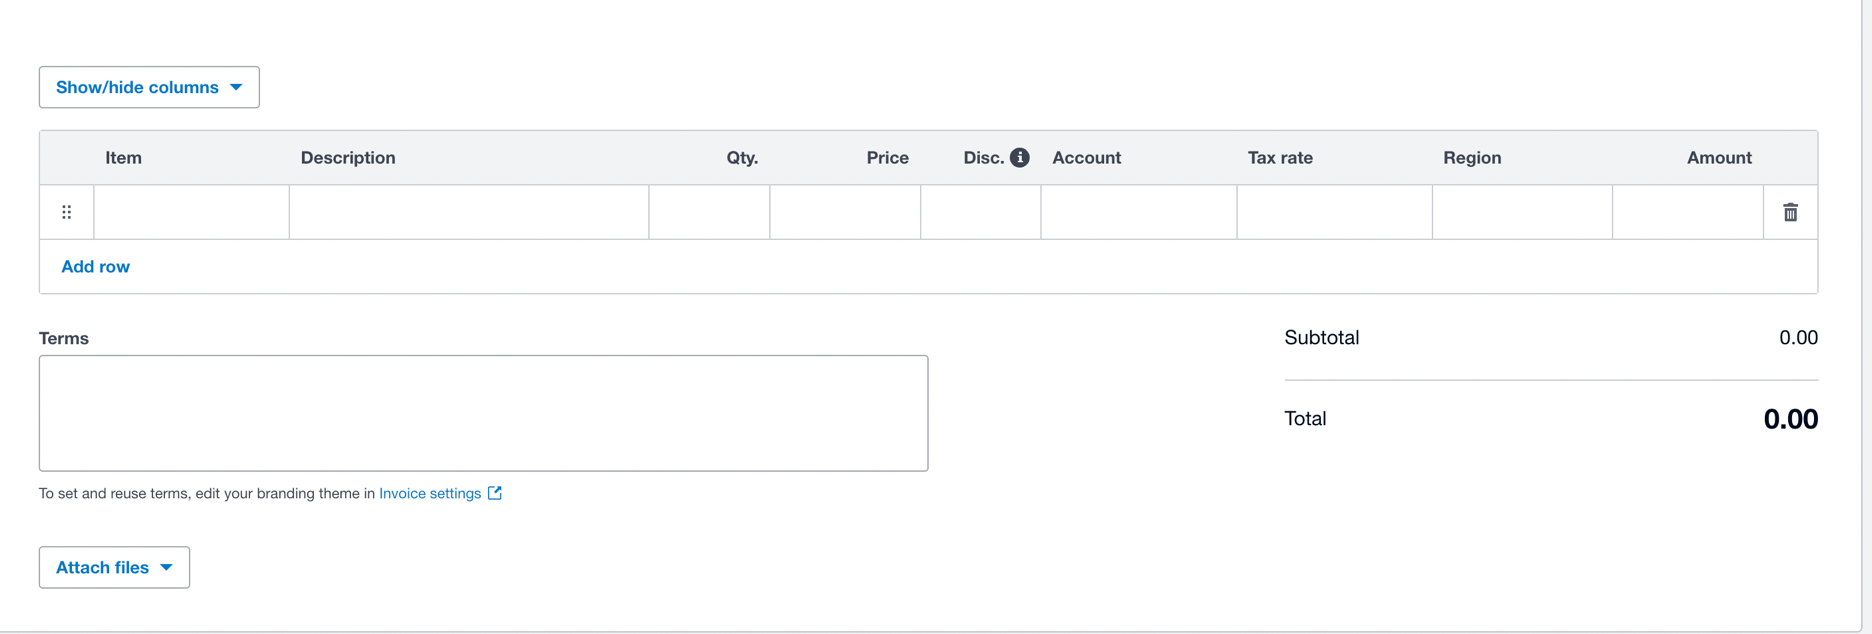 Show/hide columns
Item Description Qty. Price Disc. Account Tax rate Region Amount
Add row
Terms
Subtotal 0.00
Total 0.00
To set and reuse terms, edit your branding theme in Invoice settings
Attach files